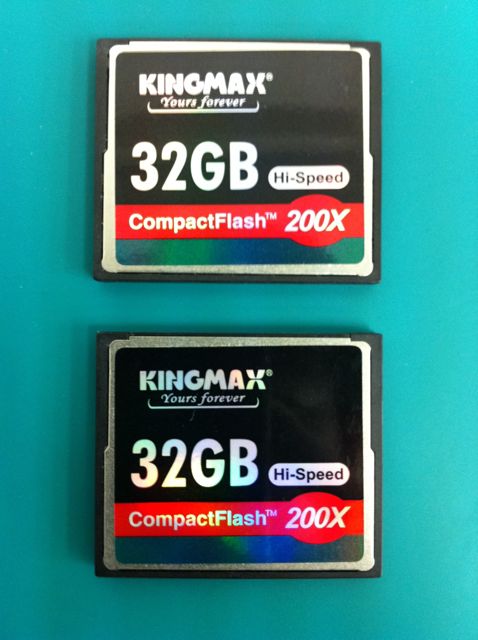 KINGMAX®
Yours forever
32GB Hi-Speed
CompactFlash™ 200X
KINGMAX®
Yours forever
32GB Hi-Speed
CompactFlash™ 200X